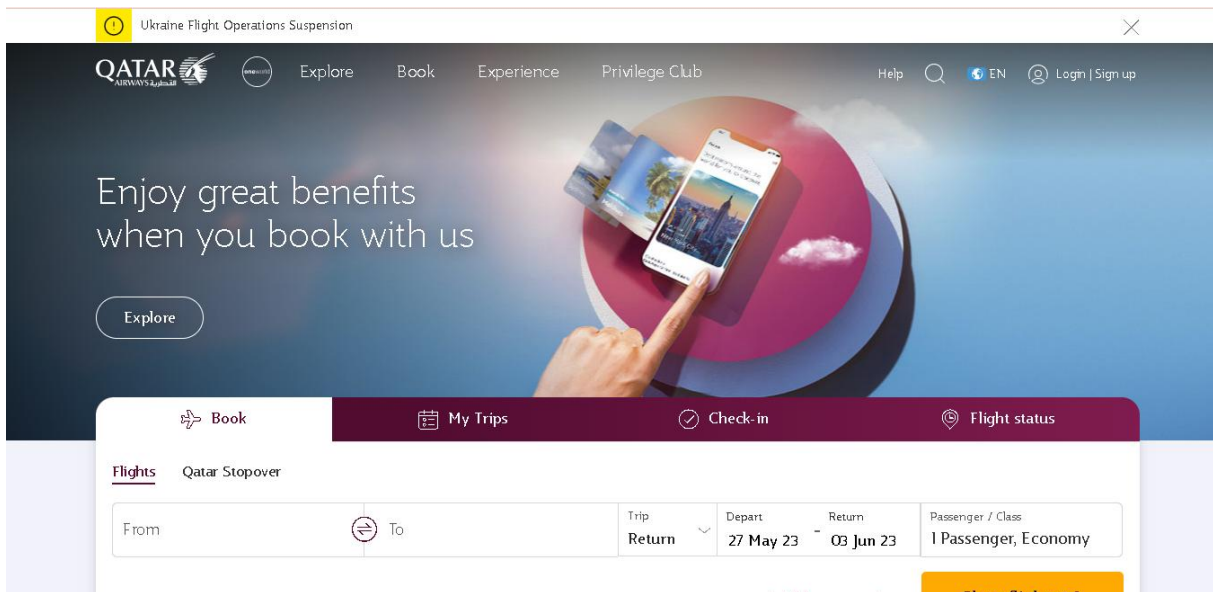 Ukraine Flight Operations Suspension
QATAR
AIRWAYS القطرية
oneworld
Explore
Book
Experience
Privilege Club
Help
EN
Login | Sign up
Enjoy great benefits
when you book with us
Explore
Book
My Trips
Check-in
Flight status
Flights
Qatar Stopover
From
To
Trip
Return
Depart
27 May 23
-
Return
03 Jun 23
Passenger / Class
1 Passenger, Economy